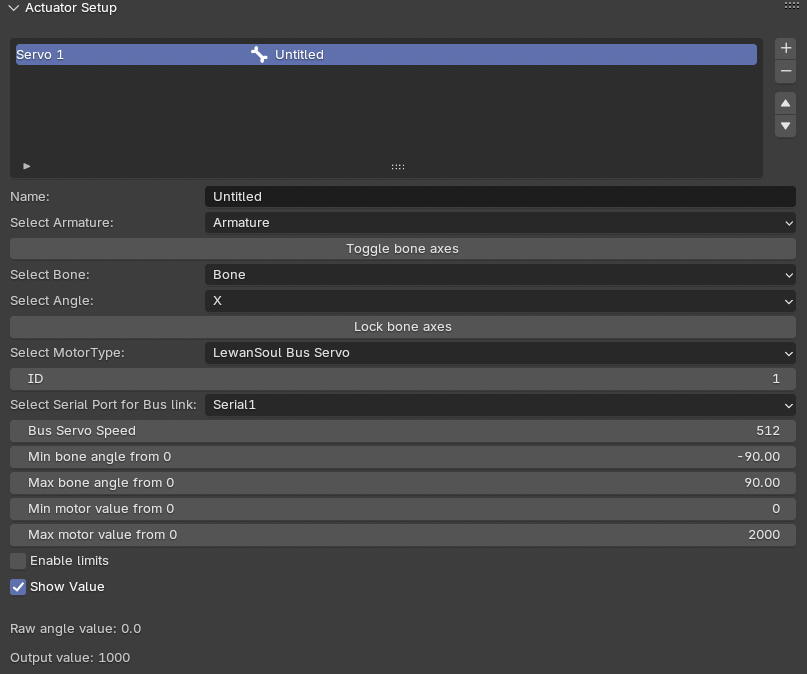 Actuator Setup
Servo 1 Untitled
Name: Untitled
Select Armature: Armature
Toggle bone axes
Select Bone: Bone
Select Angle: X
Lock bone axes
Select MotorType: LewanSoul Bus Servo
ID 1
Select Serial Port for Bus link: Serial1
Bus Servo Speed 512
Min bone angle from 0 -90.00
Max bone angle from 0 90.00
Min motor value from 0 0
Max motor value from 0 2000
Enable limits
Show Value
Raw angle value: 0.0
Output value: 1000